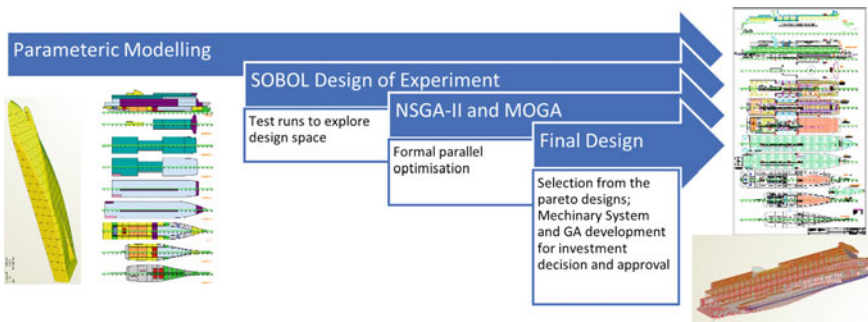 Parameteric Modelling
SOBOL Design of Experiment
Test runs to explore
design space
NSGA-II and MOGA
Formal parallel
optimisation
Final Design
Selection from the
pareto designs;
Mechinary System
and GA development
for investment
decision and approval